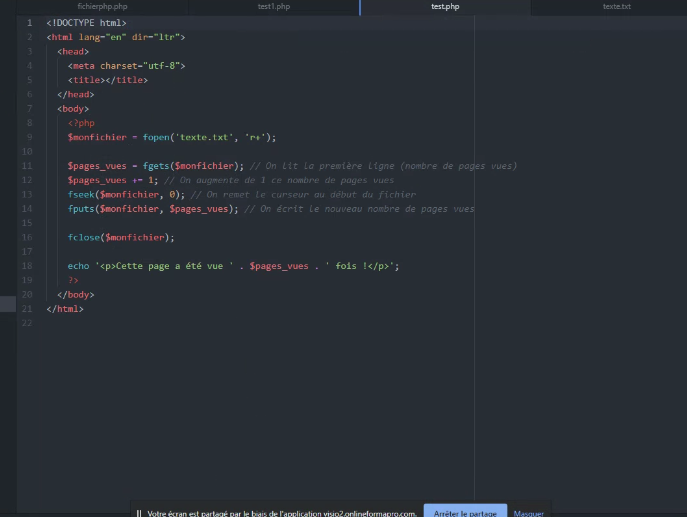 fichierphp.php test1.php test.php texte.txt
1 <!DOCTYPE html>
2 <html lang="en" dir="ltr">
3 <head>
4 <meta charset="utf-8">
5 <title></title>
6 </head>
7 <body>
8 <?php
9 $monfichier = fopen('texte.txt', 'r+');
10
11 $pages_vues = fgets($monfichier); // On lit la première ligne (nombre de pages vues)
12 $pages_vues += 1; // On augmente de 1 ce nombre de pages vues
13 fseek($monfichier, 0); // On remet le curseur au début du fichier
14 fputs($monfichier, $pages_vues); // On écrit le nouveau nombre de pages vues
15
16 fclose($monfichier);
17
18 echo '<p>Cette page a été vue ' . $pages_vues . ' fois !</p>';
19 ?>
20 </body>
21 </html>
22
Votre écran est partagé par le biais de l'application visio2.onlineformapro.com. Arrêter le partage Masquer